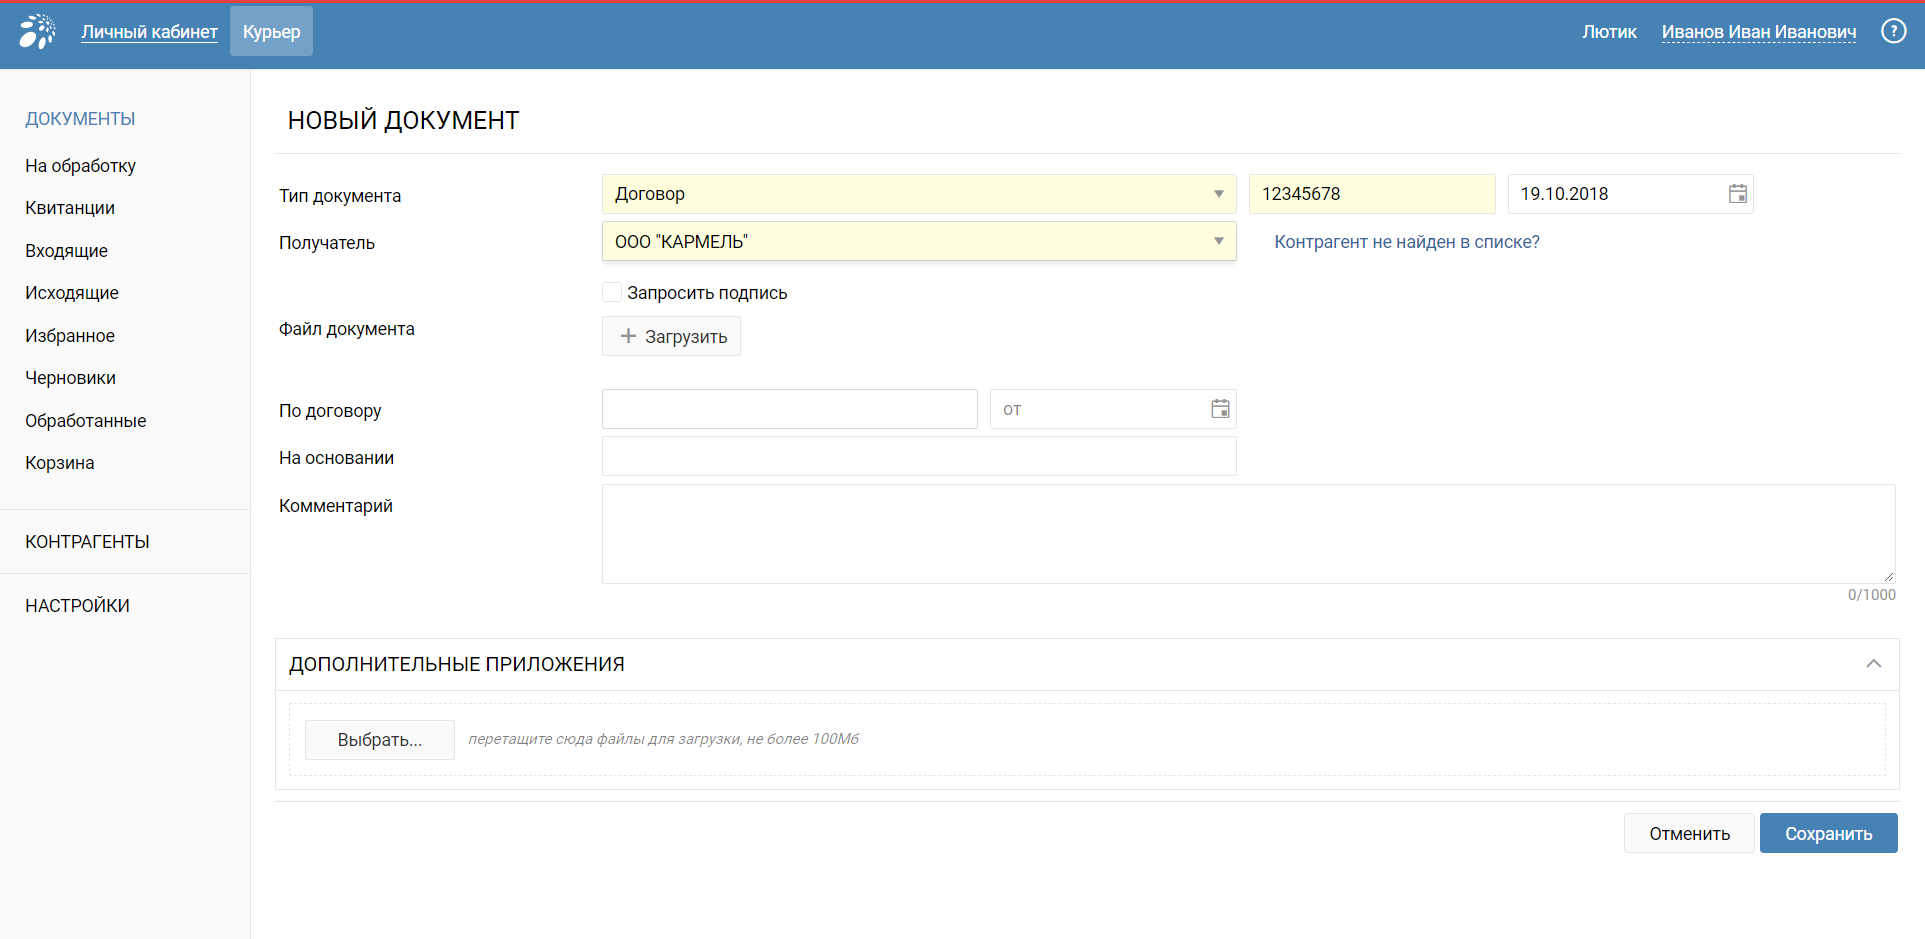 Личный кабинет Курьер Лютик Иванов Иван Иванович ?
ДОКУМЕНТЫ
На обработку
Квитанции
Входящие
Исходящие
Избранное
Черновики
Обработанные
Корзина
КОНТРАГЕНТЫ
НАСТРОЙКИ
НОВЫЙ ДОКУМЕНТ
Тип документа Договор 12345678 19.10.2018
Получатель ООО "КАРМЕЛЬ" Контрагент не найден в списке?
Запросить подпись
Файл документа + Загрузить
По договору от
На основании
Комментарий
0/1000
ДОПОЛНИТЕЛЬНЫЕ ПРИЛОЖЕНИЯ
Выбрать... перетащите сюда файлы для загрузки, не более 100Мб
Отменить Сохранить